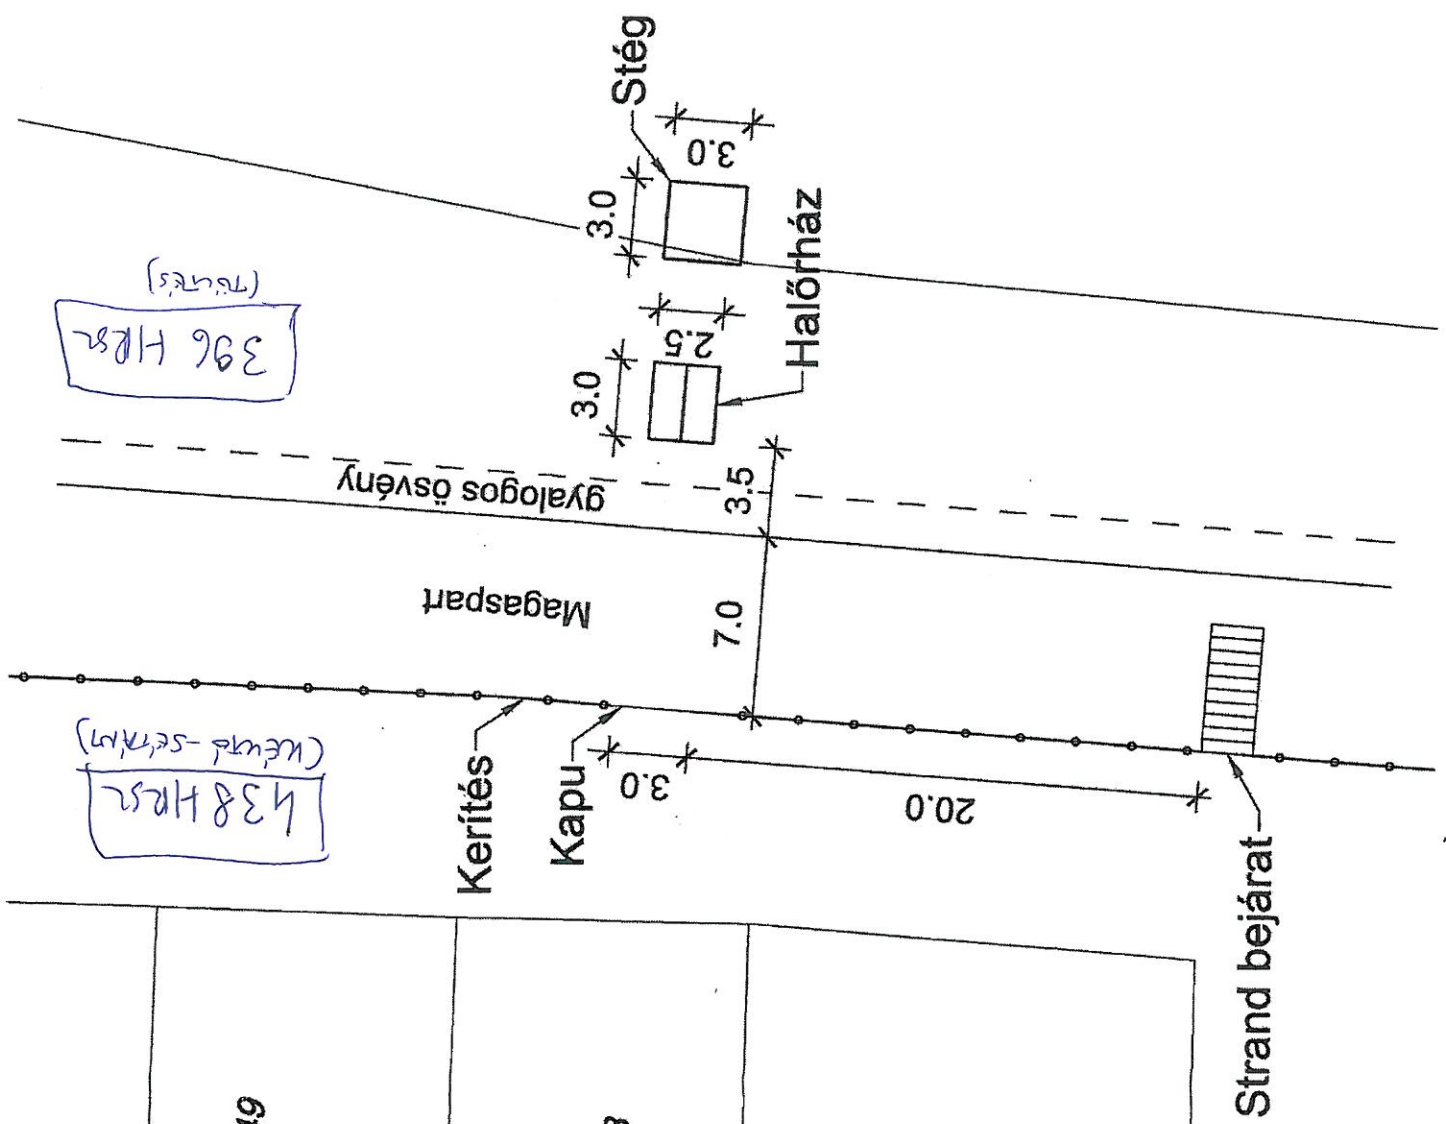 Stég
3.0
3.0
396 HRSZ
(TÖLTÉS)
3.0
2.5
Halőrház
gyalogos ösvény
3.5
Magaspart
7.0
438 HRSZ
Kerítés
Kapu
3.0
20.0
Strand bejárat